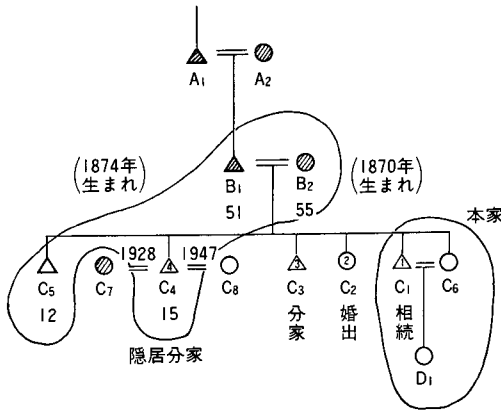 A1 A2
(1874年生まれ) (1870年生まれ)
B1 B2
51 55
本家
1928 1947
4 3 2 1
C5 C7 C4 C8 C3 C2 C1 C6
12 15 分家 婚出 相続
隠居分家
D1